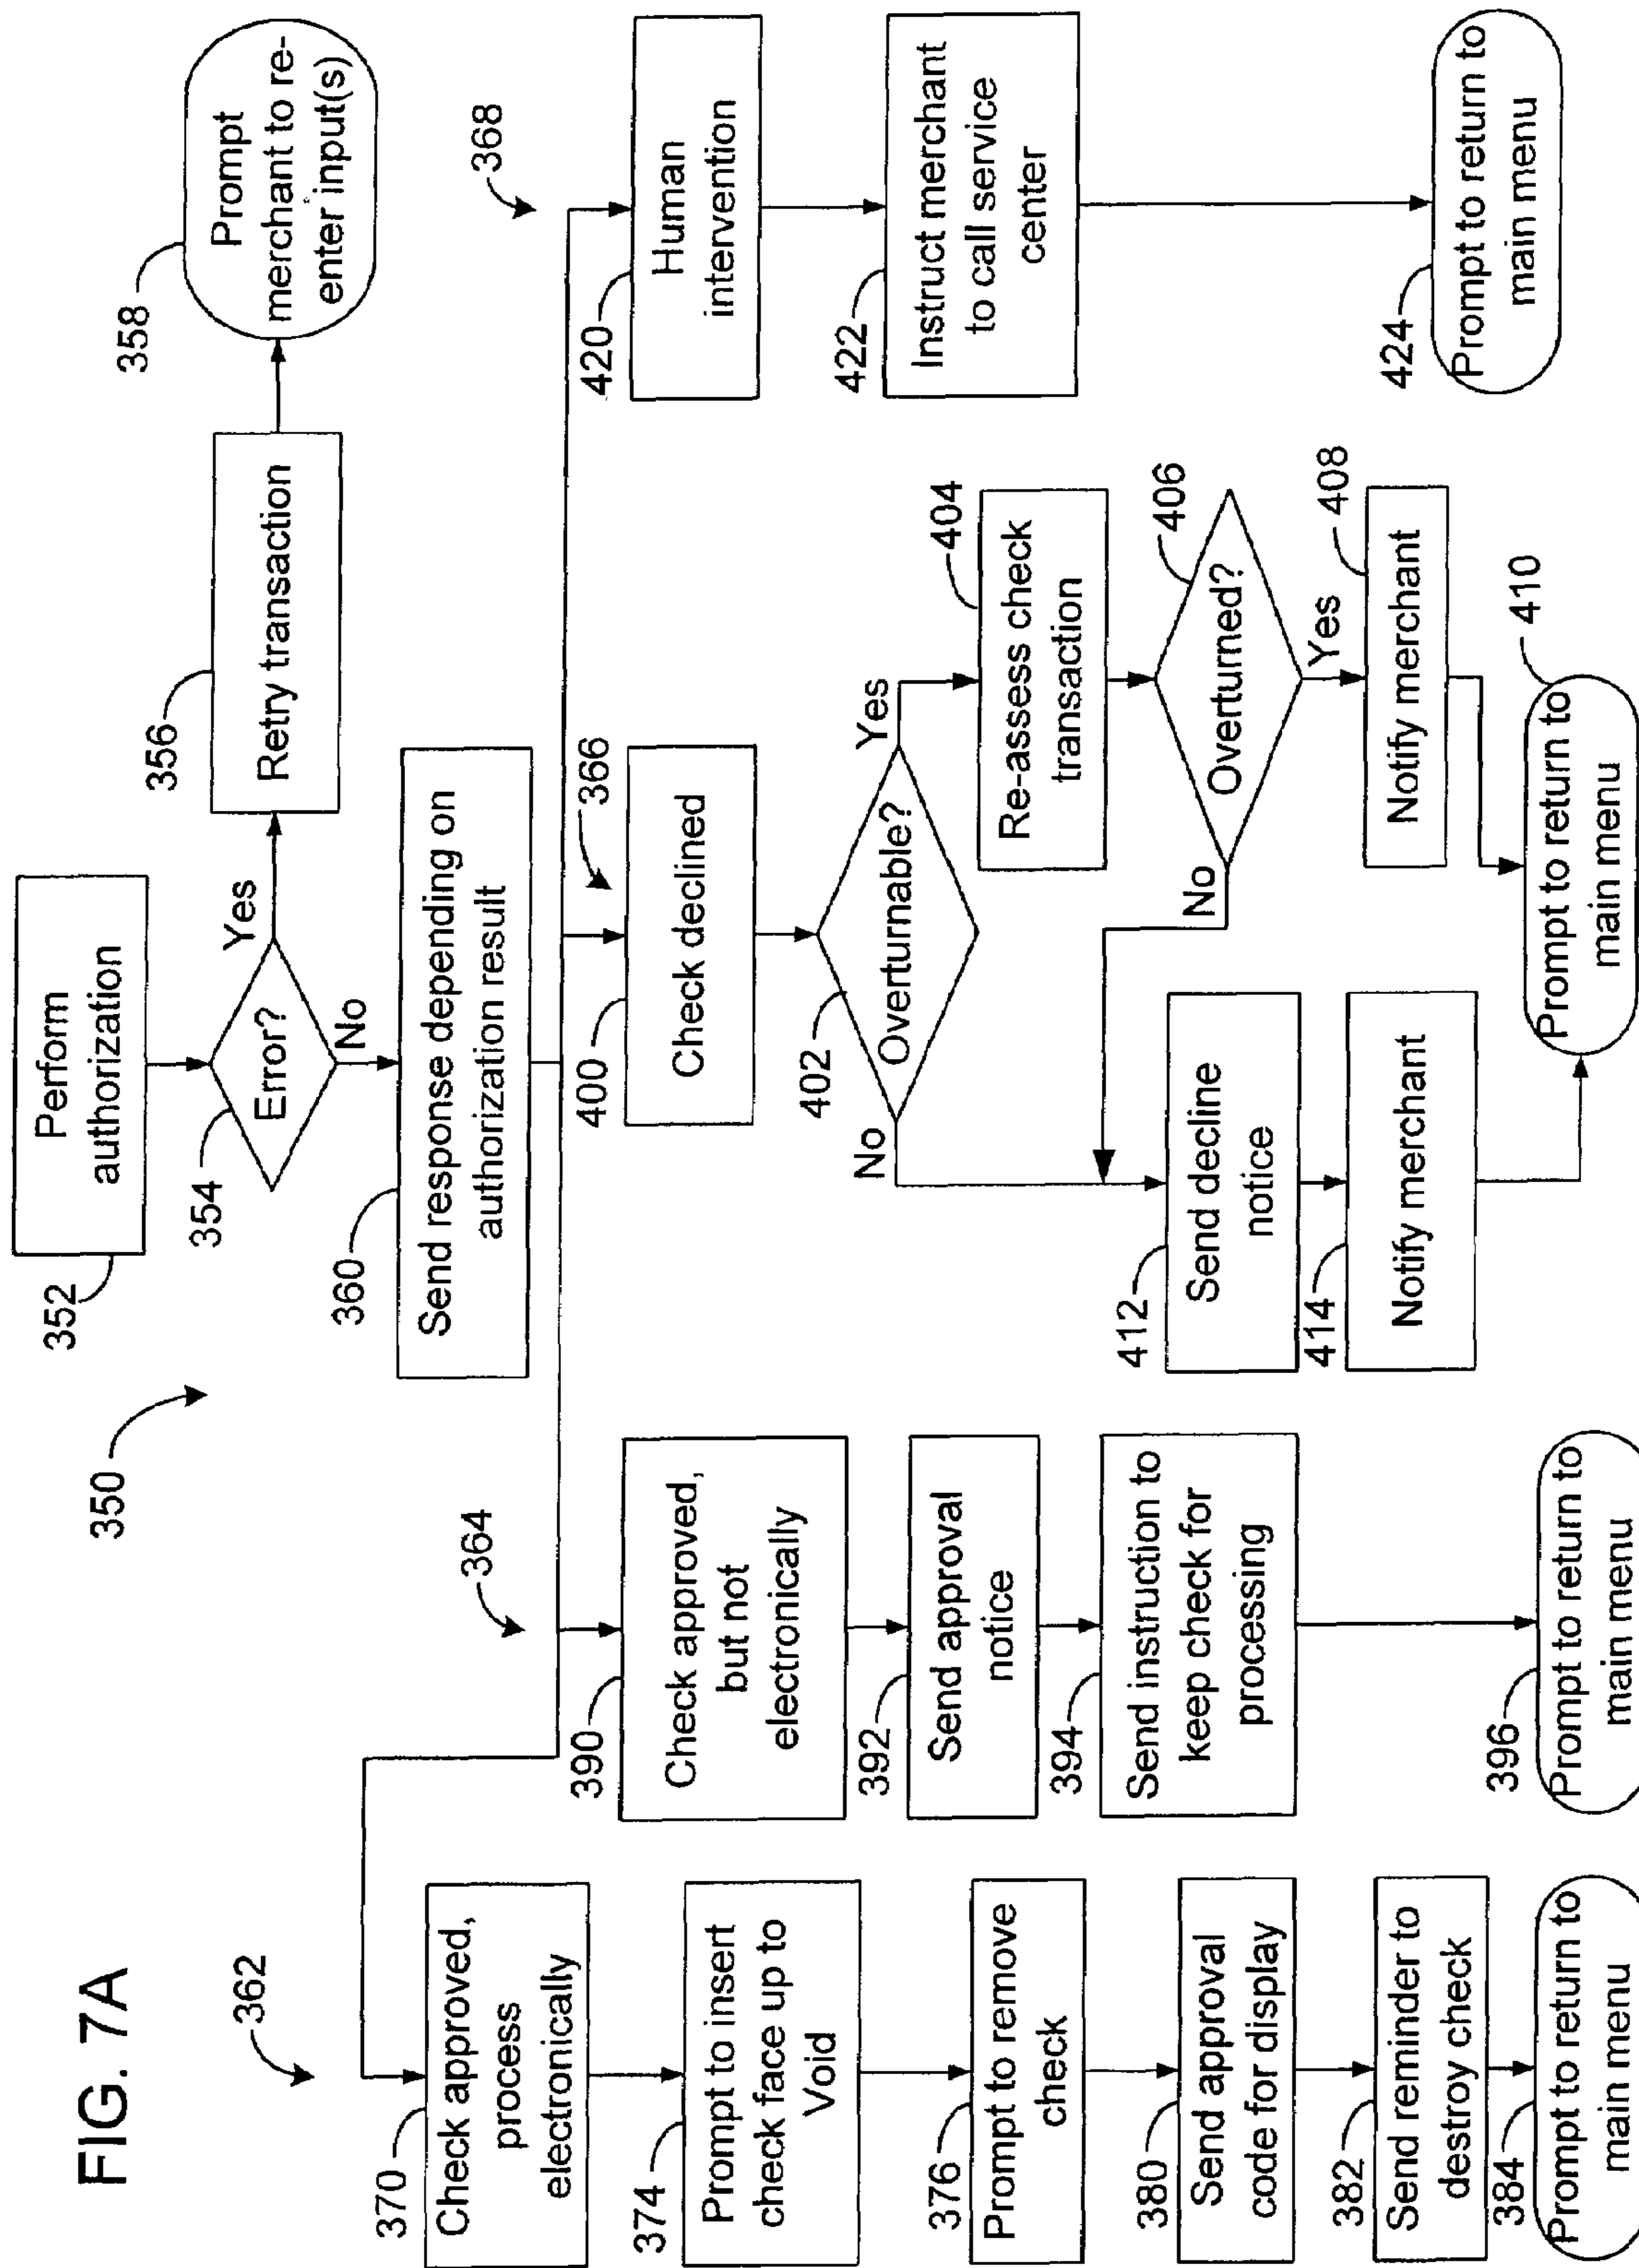 FIG. 7A
350
352
Perform
authorization
354
Error?
Yes
No
356
Retry transaction
358
Prompt
merchant to re-
enter input(s)
360
Send response depending on
authorization result
362
370
Check approved,
process
electronically
374
Prompt to insert
check face up to
Void
376
Prompt to remove
check
380
Send approval
code for display
382
Send reminder to
destroy check
384
Prompt to return to
main menu
364
390
Check approved,
but not
electronically
392
Send approval
notice
394
Send instruction to
keep check for
processing
396
Prompt to return to
main menu
366
400
Check declined
402
Overturnable?
No
Yes
404
Re-assess check
transaction
406
Overturned?
No
Yes
408
Notify merchant
410
Prompt to return to
main menu
412
Send decline
notice
414
Notify merchant
368
420
Human
intervention
422
Instruct merchant
to call service
center
424
Prompt to return to
main menu